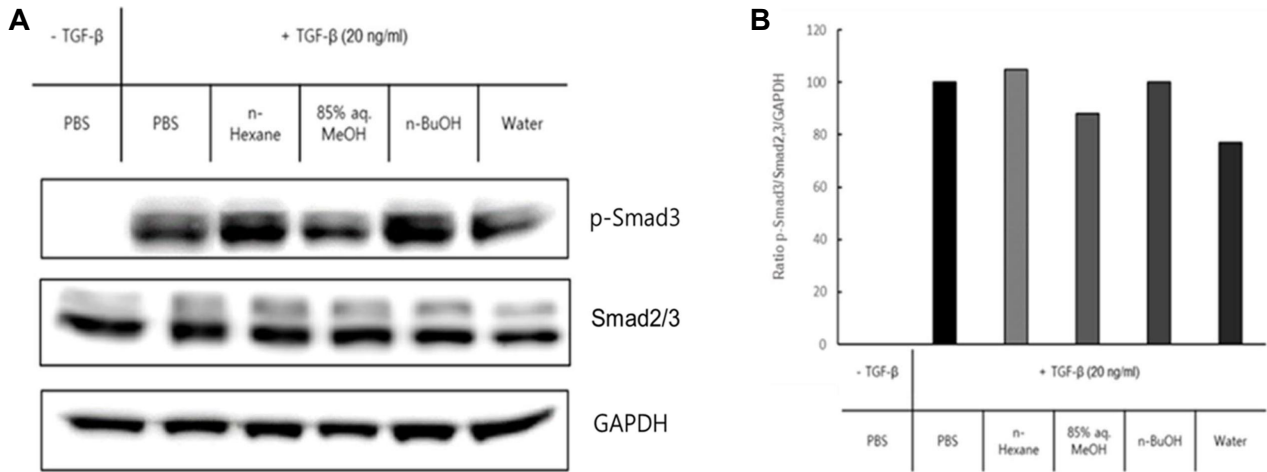 A
- TGF-β
+ TGF-β (20 ng/ml)
PBS
PBS
n-
Hexane
85% aq.
MeOH
n-BuOH
Water
p-Smad3
Smad2/3
GAPDH
B
Ratio p-Smad3/Smad2,3/GAPDH
120
100
80
60
40
20
0
- TGF-β
+ TGF-β (20 ng/ml)
PBS
PBS
n-
Hexane
85% aq.
MeOH
n-BuOH
Water